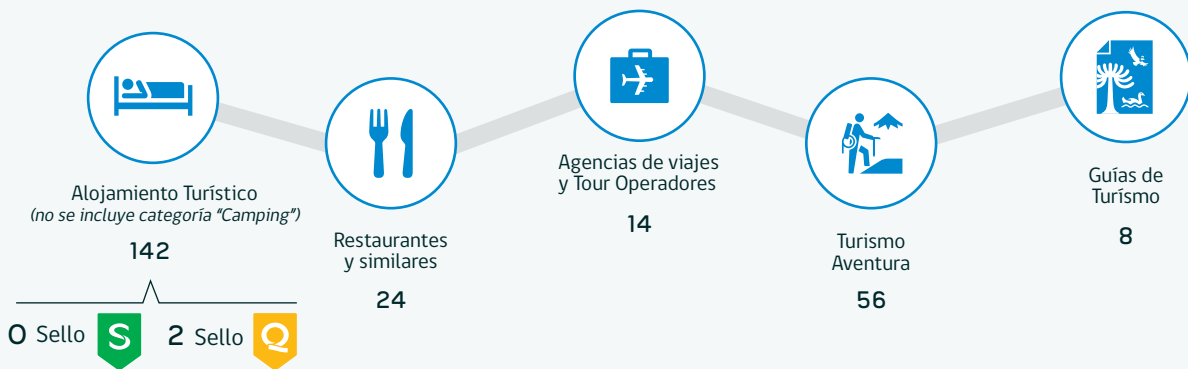 Alojamiento Turístico
(no se incluye categoría "Camping")
142
0 Sello S
2 Sello Q
Restaurantes
y similares
24
Agencias de viajes
y Tour Operadores
14
Turismo
Aventura
56
Guías de
Turísmo
8